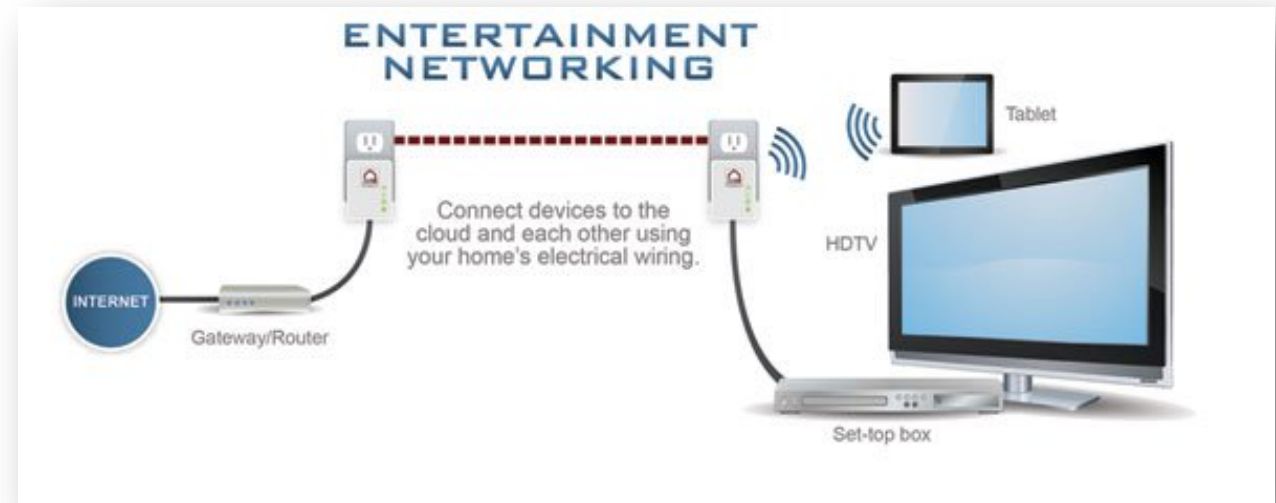 ENTERTAINMENT
NETWORKING
Tablet
Connect devices to the
cloud and each other using
your home's electrical wiring.
HDTV
INTERNET
Gateway/Router
Set-top box